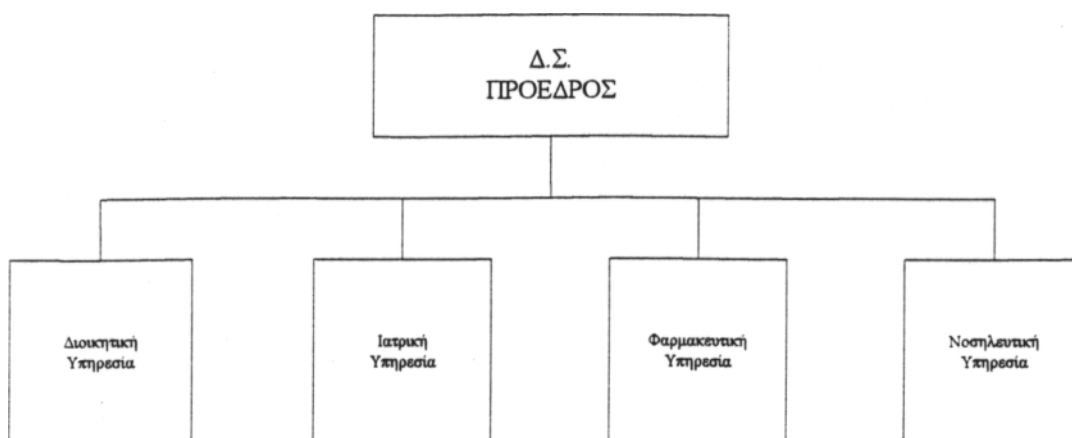 Δ.Σ.
ΠΡΟΕΔΡΟΣ
Διοικητική
Υπηρεσία
Ιατρική
Υπηρεσία
Φαρμακευτική
Υπηρεσία
Νοσηλευτική
Υπηρεσία